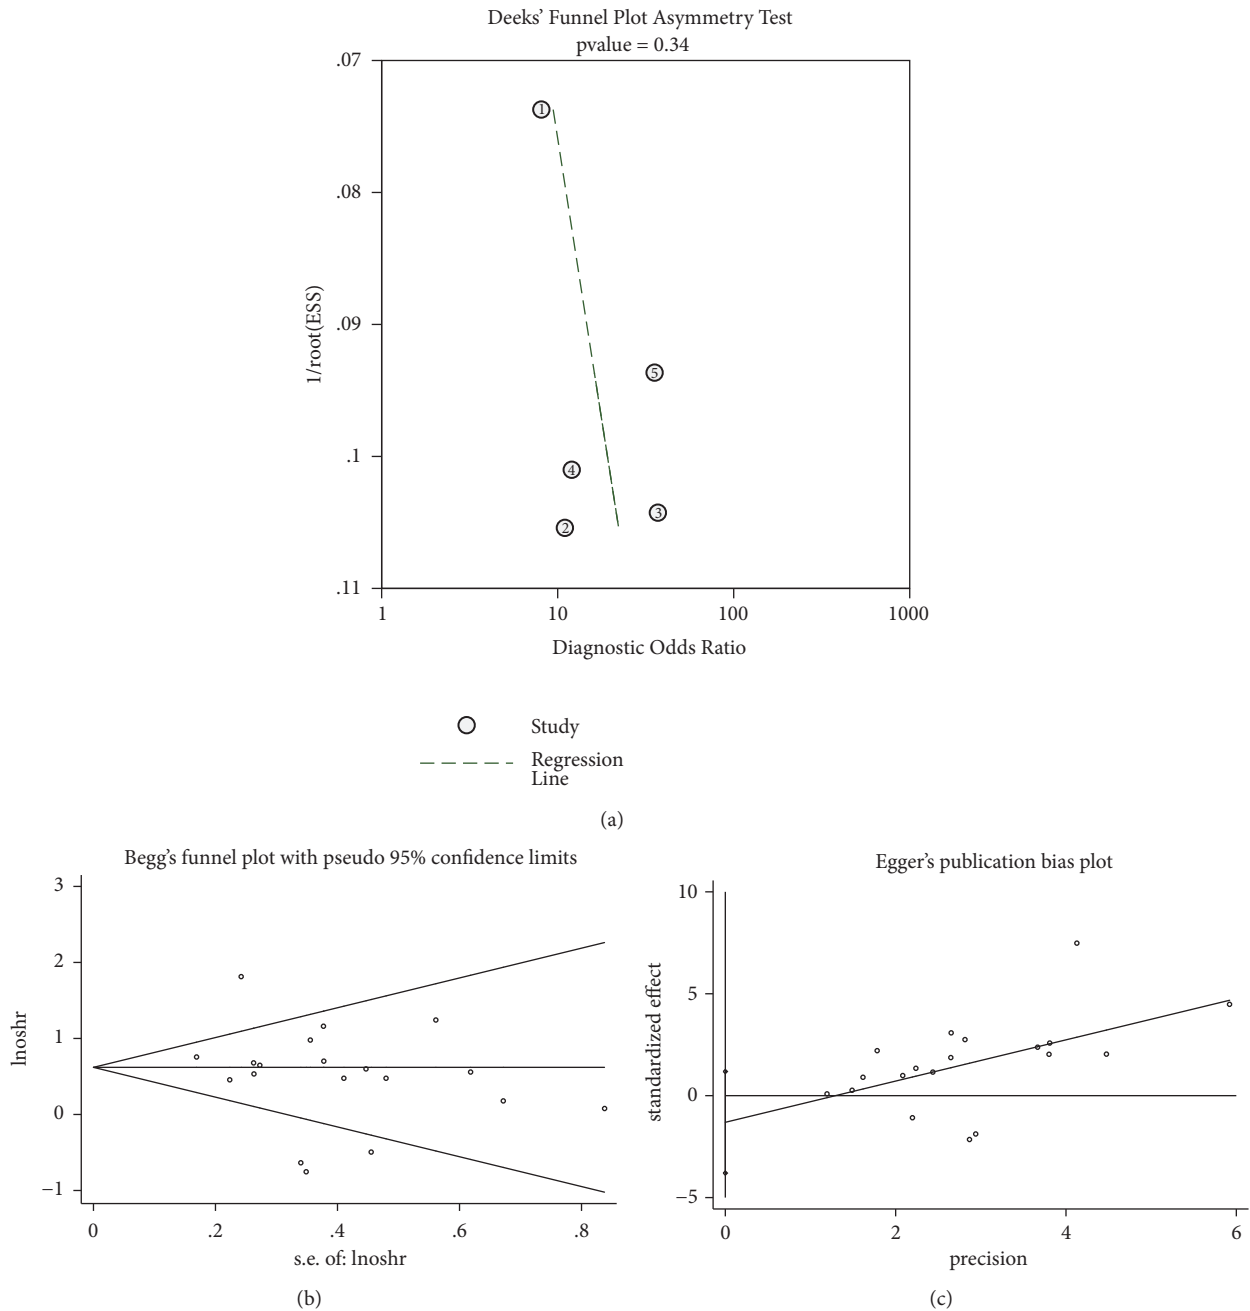 Deeks’ Funnel Plot Asymmetry Test
pvalue = 0.34
.07
.08
.09
.1
.11
1/root(ESS)
1
5
4
3
2
1
10
100
1000
Diagnostic Odds Ratio
Study
Regression
Line
(a)
Begg’s funnel plot with pseudo 95% confidence limits
3
2
1
0
−1
lnoshr
0
.2
.4
.6
.8
s.e. of: lnoshr
(b)
Egger’s publication bias plot
10
5
0
−5
standardized effect
0
2
4
6
precision
(c)